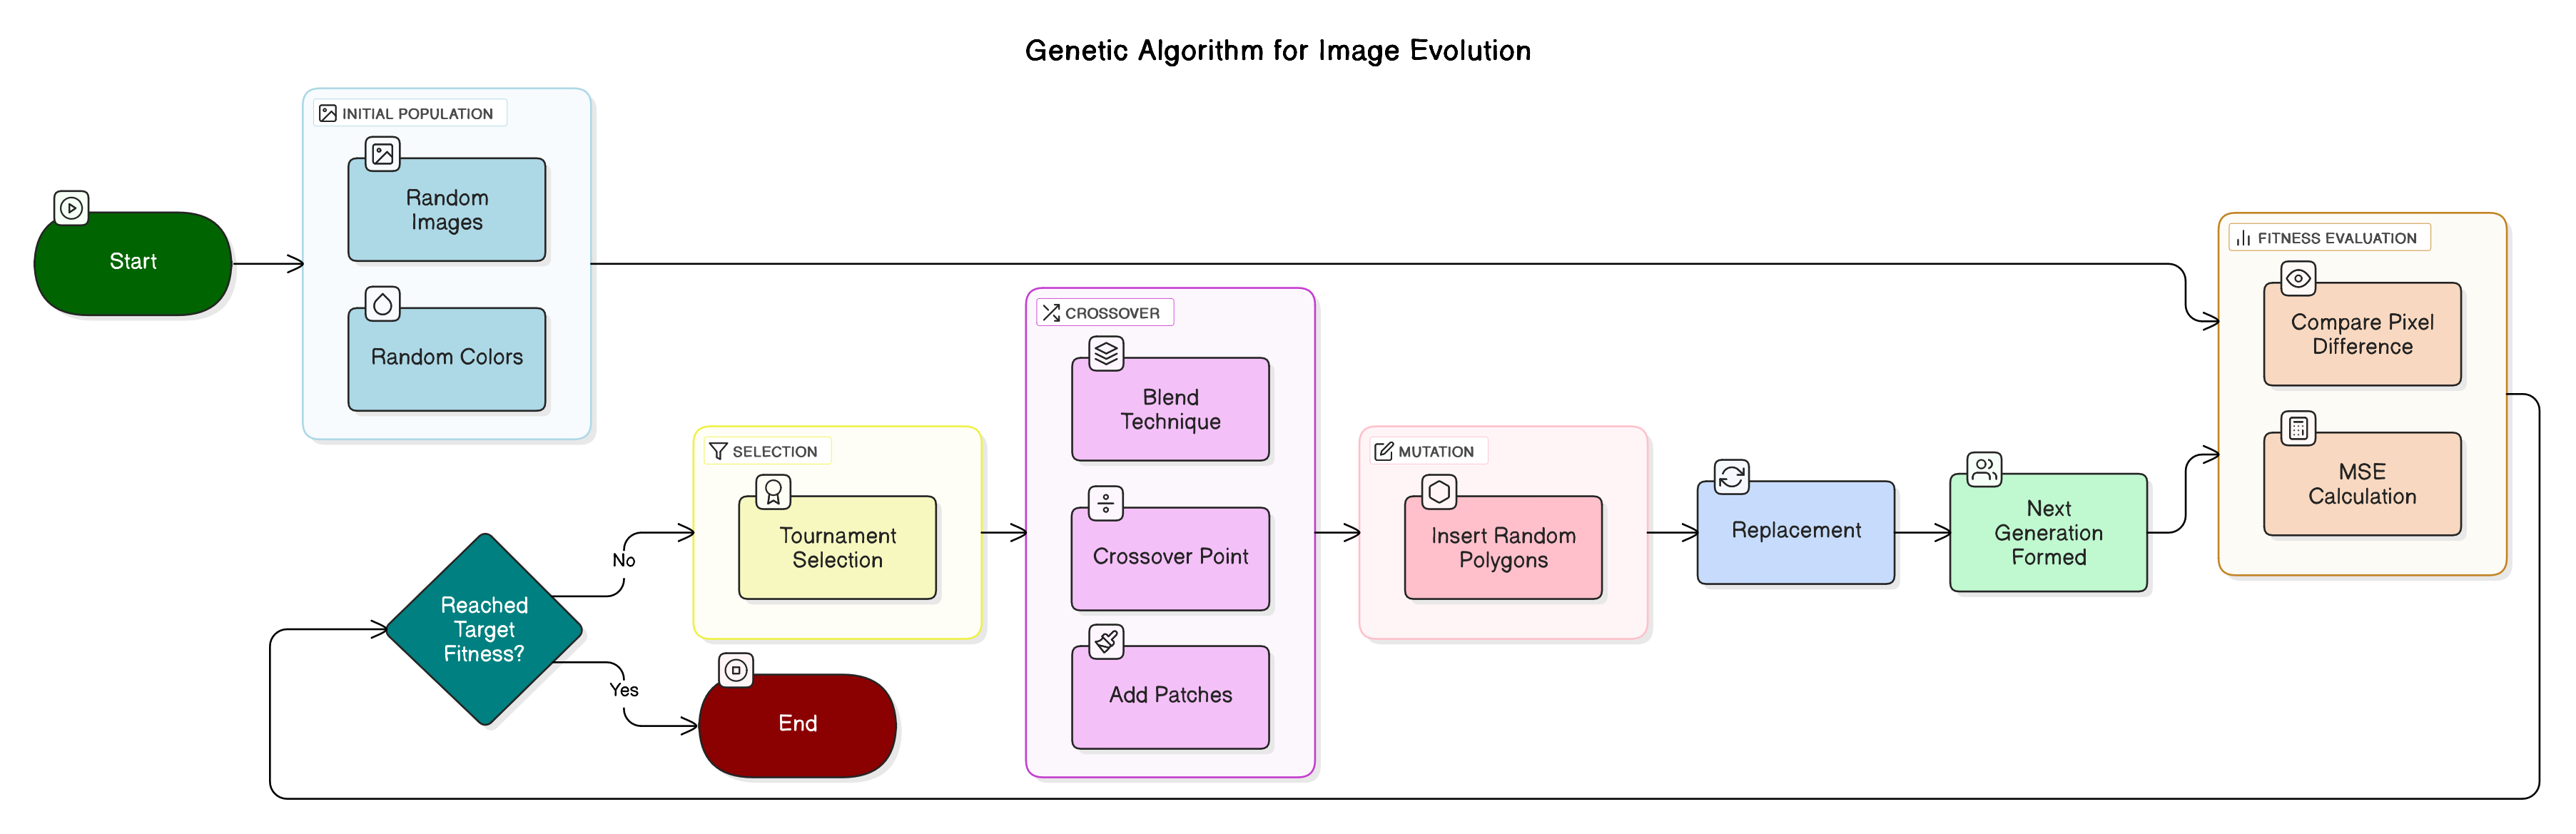 Genetic Algorithm for Image Evolution
INITIAL POPULATION
Random
Images
Random Colors
Start
FITNESS EVALUATION
Compare Pixel
Difference
MSE
Calculation
CROSSOVER
Blend
Technique
Crossover Point
Add Patches
SELECTION
Tournament
Selection
MUTATION
Insert Random
Polygons
Replacement
Next
Generation
Formed
No
Reached
Target
Fitness?
Yes
End